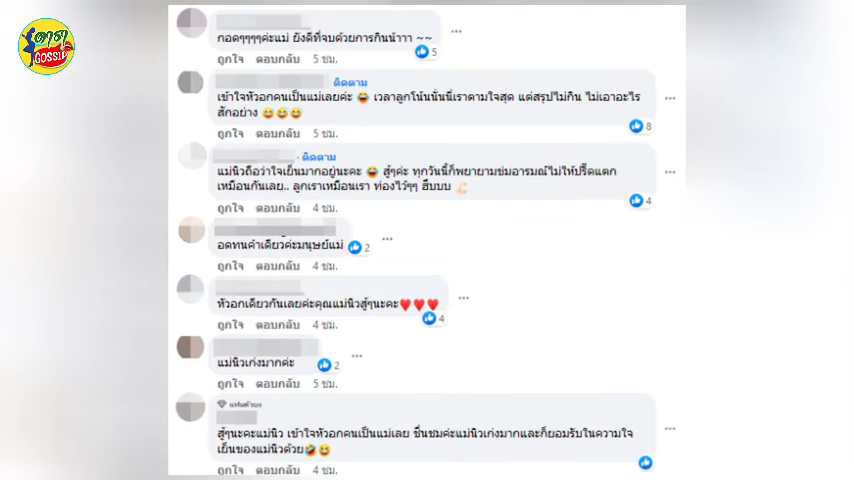 ดารา
GOSSIP
กอดๆๆๆๆค่ะแม่ ยังดีที่จบด้วยการกินน้าาา ~~
5
ถูกใจ ตอบกลับ 5 ชม.
ติดตาม
เข้าใจหัวอกคนเป็นแม่เลยค่ะ 😂 เวลาลูกโน้นนั่นนี่เราตามใจสุด แต่สรุปไม่กิน ไม่เอาอะไร
สักอย่าง 😅😅😅
8
ถูกใจ ตอบกลับ 5 ชม.
· ติดตาม
แม่นิวถือว่าใจเย็นมากอยู่นะคะ 😂 สู้ๆค่ะ ทุกวันนี้ก็พยายามข่มอารมณ์ไม่ให้ปรี๊ดแตก
เหมือนกันเลย.. ลูกเราเหมือนเรา ท่องไว้ๆๆ ฮึบบบ 💪🏻
4
ถูกใจ ตอบกลับ 4 ชม.
อดทนคำเดียวค่ะมนุษย์แม่
2
ถูกใจ ตอบกลับ 4 ชม.
หัวอกเดียวกันเลยค่ะคุณแม่นิวสู้ๆนะคะ❤️❤️❤️
4
ถูกใจ ตอบกลับ 4 ชม.
แม่นิวเก่งมากค่ะ
2
ถูกใจ ตอบกลับ 5 ชม.
แฟนตัวยง
สู้ๆนะคะแม่นิว เข้าใจหัวอกคนเป็นแม่เลย ชื่นชมค่ะแม่นิวเก่งมากและก็ยอมรับในความใจ
เย็นของแม่นิวด้วย🤣😅
ถูกใจ ตอบกลับ 4 ชม.